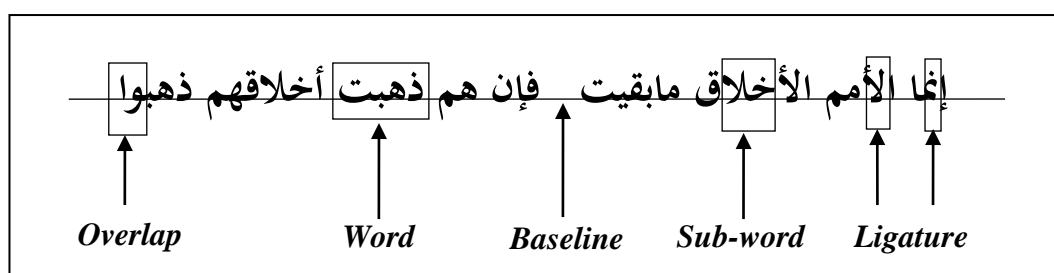 إنما الأمم الأخلاق مابقيت فإن هم ذهبت أخلاقهم ذهبوا
Overlap Word Baseline Sub-word Ligature